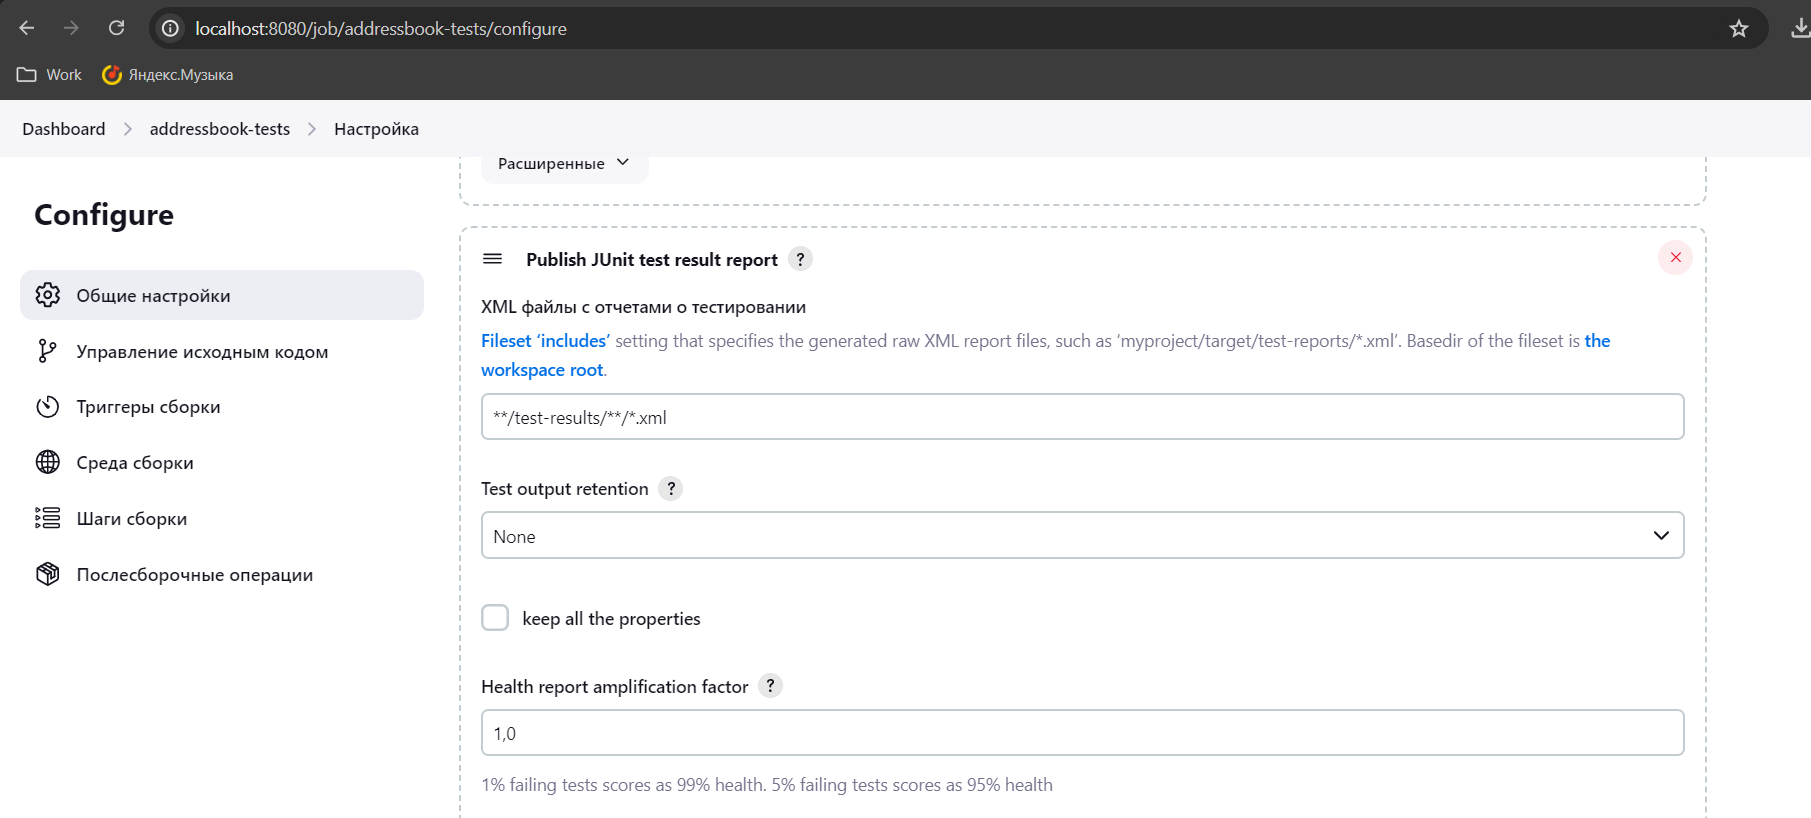 localhost:8080/job/addressbook-tests/configure
Work
Яндекс.Музыка
Dashboard
addressbook-tests
Настройка
Расширенные
Configure
Общие настройки
Управление исходным кодом
Триггеры сборки
Среда сборки
Шаги сборки
Послесборочные операции
Publish JUnit test result report ?
XML файлы с отчетами о тестировании
Fileset ‘includes’ setting that specifies the generated raw XML report files, such as ‘myproject/target/test-reports/*.xml’. Basedir of the fileset is the
workspace root.
**/test-results/**/*.xml
Test output retention ?
None
keep all the properties
Health report amplification factor ?
1,0
1% failing tests scores as 99% health. 5% failing tests scores as 95% health